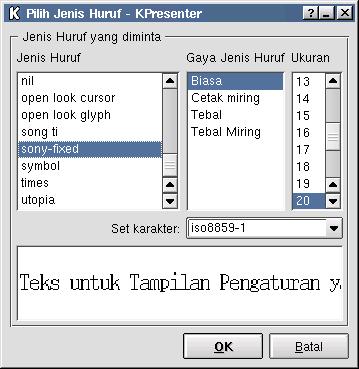 Pilih Jenis Huruf - KPresenter
Jenis Huruf yang diminta
Jenis Huruf
Gaya Jenis Huruf
Ukuran
nil
open look cursor
open look glyph
song ti
sony-fixed
symbol
times
utopia
Biasa
Cetak miring
Tebal
Tebal Miring
13
14
15
16
17
18
19
20
Set karakter:
iso8859-1
Teks untuk Tampilan Pengaturan
OK
Batal